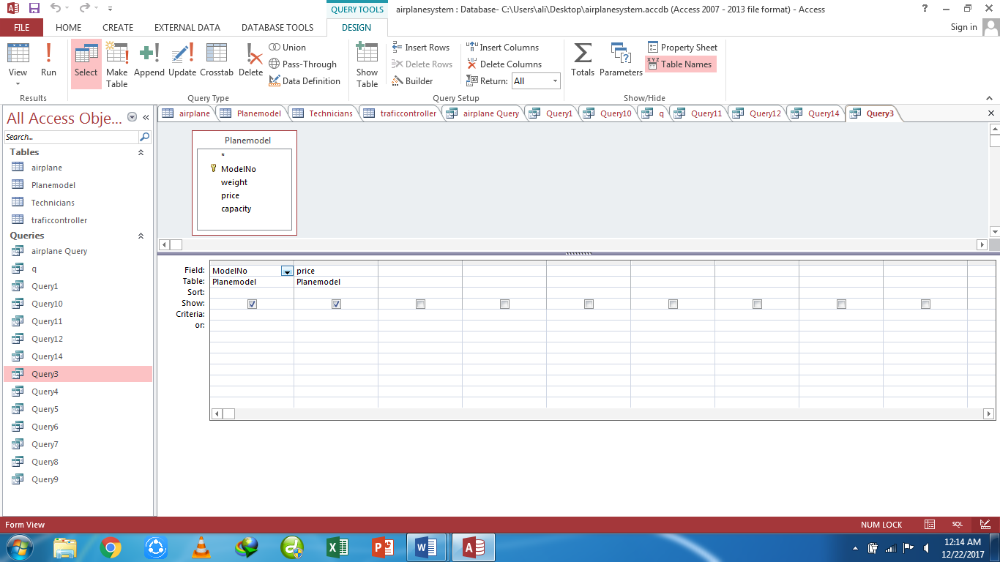 QUERY TOOLS
airplanesystem : Database- C:\Users\ali\Desktop\airplanesystem.accdb (Access 2007 - 2013 file format) - Access
FILE HOME CREATE EXTERNAL DATA DATABASE TOOLS DESIGN Sign in
View Run Select Make Table Append Update Crosstab Delete
Union
Pass-Through
Data Definition
Show Table
Insert Rows
Delete Rows
Builder
Insert Columns
Delete Columns
Return: All
Totals Parameters
Property Sheet
XYZ Table Names
Results Query Type Query Setup Show/Hide
All Access Obje...
Search...
Tables
airplane
Planemodel
Technicians
traficcontroller
Queries
airplane Query
q
Query1
Query10
Query11
Query12
Query14
Query3
Query4
Query5
Query6
Query7
Query8
Query9
airplane Planemodel Technicians traficcontroller airplane Query Query1 Query10 q Query11 Query12 Query14 Query3
Planemodel
*
ModelNo
weight
price
capacity
Field: ModelNo price
Table: Planemodel Planemodel
Sort:
Show:
Criteria:
or:
Form View NUM LOCK SQL
12:14 AM
12/22/2017